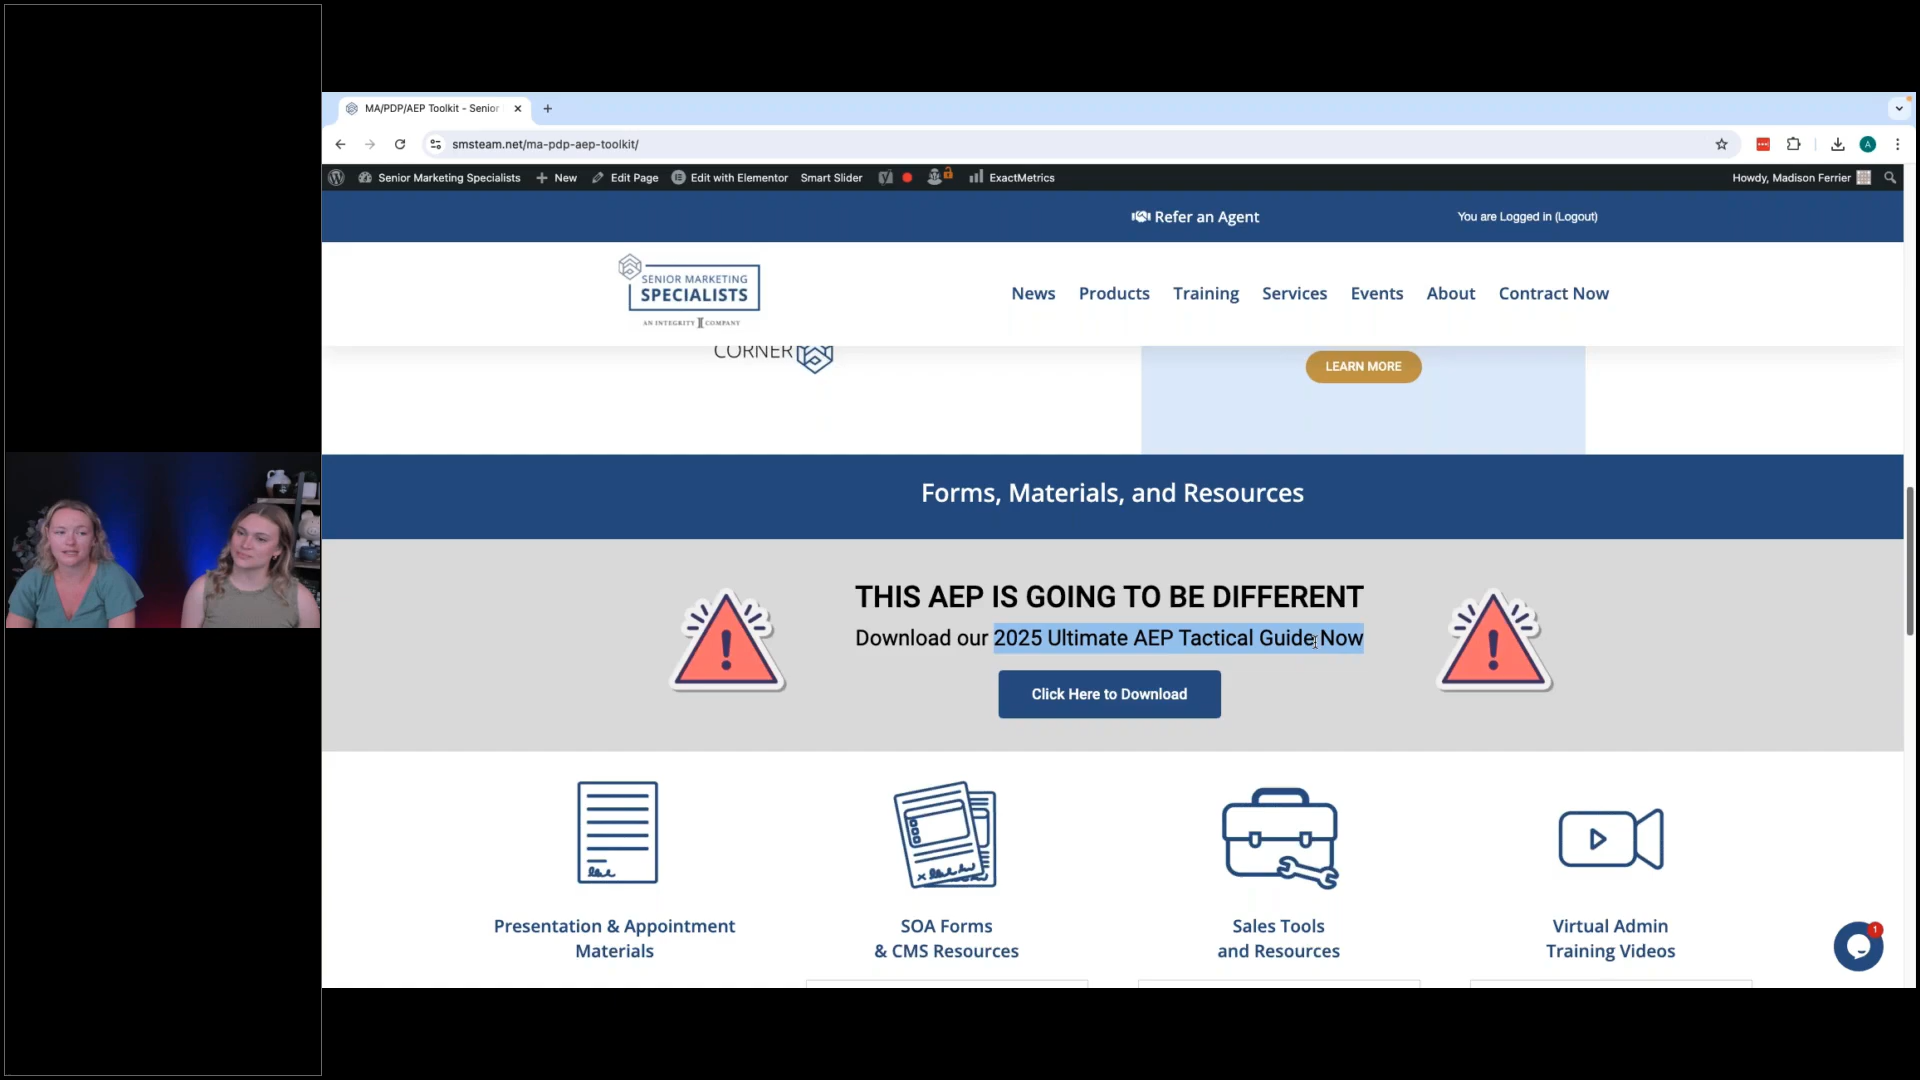 MA/PDP/AEP Toolkit - Senior
smsteam.net/ma-pdp-aep-toolkit/
A
Senior Marketing Specialists
New
Edit Page
Edit with Elementor
Smart Slider
ExactMetrics
Howdy, Madison Ferrier
Refer an Agent
You are Logged in (Logout)
SENIOR MARKETING
SPECIALISTS
AN INTEGRITY COMPANY
News
Products
Training
Services
Events
About
Contract Now
CORNER
LEARN MORE
Forms, Materials, and Resources
THIS AEP IS GOING TO BE DIFFERENT
Download our 2025 Ultimate AEP Tactical Guide Now
Click Here to Download
Presentation & Appointment
Materials
SOA Forms
& CMS Resources
Sales Tools
and Resources
Virtual Admin
Training Videos
1